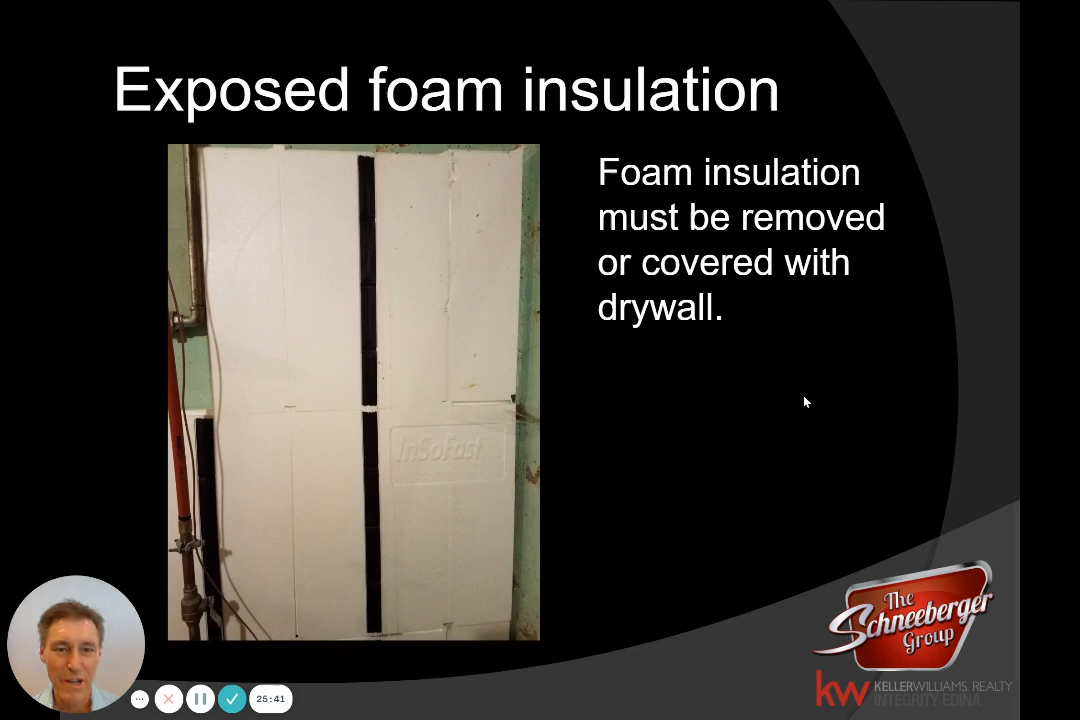 Exposed foam insulation
Foam insulation
must be removed
or covered with
drywall.
InSoFast
The
Schneeberger
Group
kw KELLERWILLIAMS. REALTY
INTEGRITY EDINA
25:41